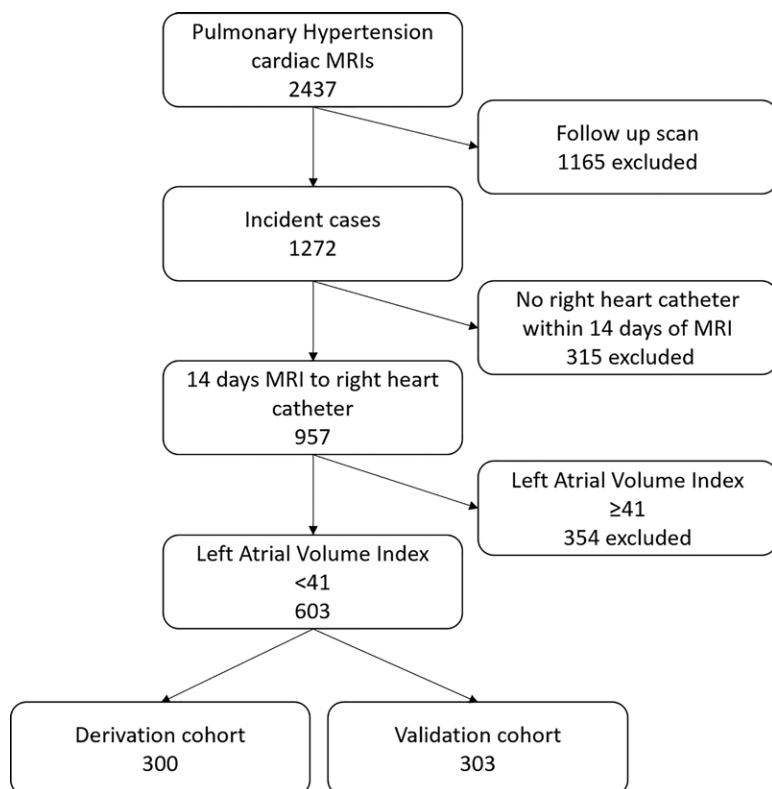 Pulmonary Hypertension
cardiac MRIs
2437
Follow up scan
1165 excluded
Incident cases
1272
No right heart catheter
within 14 days of MRI
315 excluded
14 days MRI to right heart
catheter
957
Left Atrial Volume Index
≥41
354 excluded
Left Atrial Volume Index
<41
603
Derivation cohort
300
Validation cohort
303